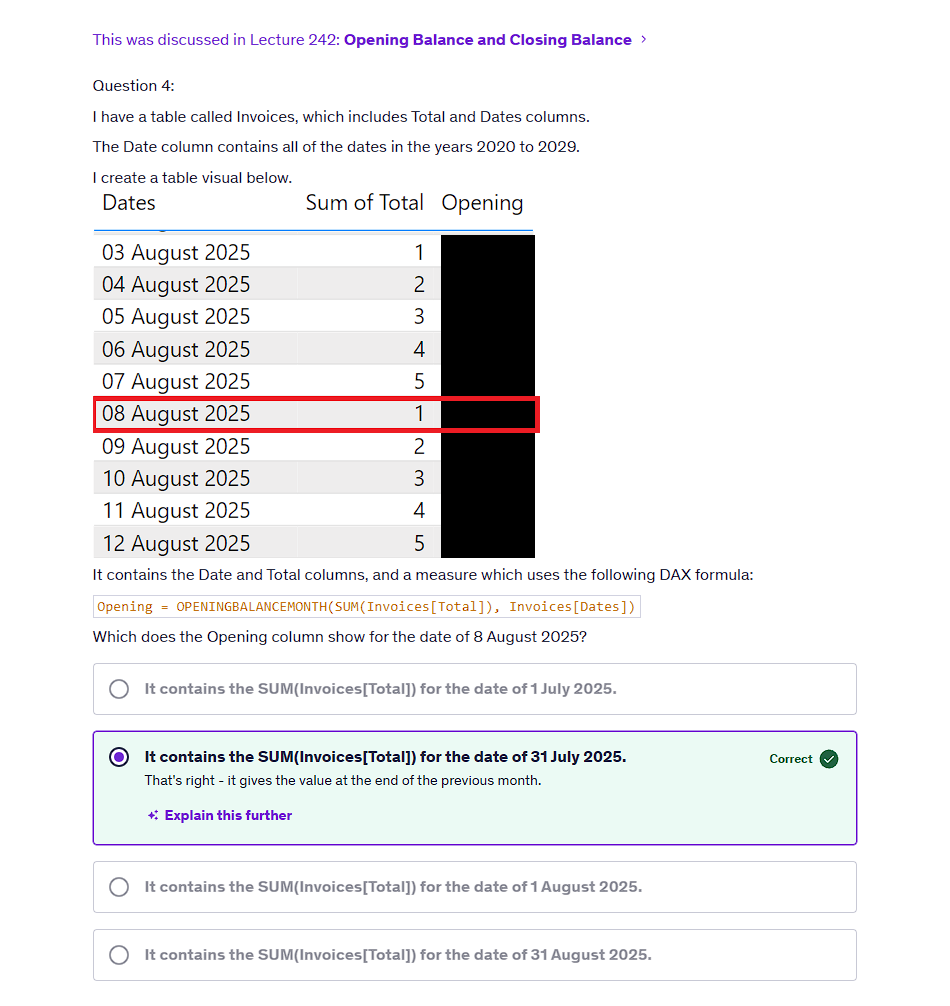 This was discussed in Lecture 242: Opening Balance and Closing Balance >
Question 4:
I have a table called Invoices, which includes Total and Dates columns.
The Date column contains all of the dates in the years 2020 to 2029.
I create a table visual below.
Dates Sum of Total Opening
03 August 2025 1
04 August 2025 2
05 August 2025 3
06 August 2025 4
07 August 2025 5
08 August 2025 1
09 August 2025 2
10 August 2025 3
11 August 2025 4
12 August 2025 5
It contains the Date and Total columns, and a measure which uses the following DAX formula:
Opening = OPENINGBALANCEMONTH(SUM(Invoices[Total]), Invoices[Dates])
Which does the Opening column show for the date of 8 August 2025?
It contains the SUM(Invoices[Total]) for the date of 1 July 2025.
It contains the SUM(Invoices[Total]) for the date of 31 July 2025.
Correct
That's right - it gives the value at the end of the previous month.
Explain this further
It contains the SUM(Invoices[Total]) for the date of 1 August 2025.
It contains the SUM(Invoices[Total]) for the date of 31 August 2025.